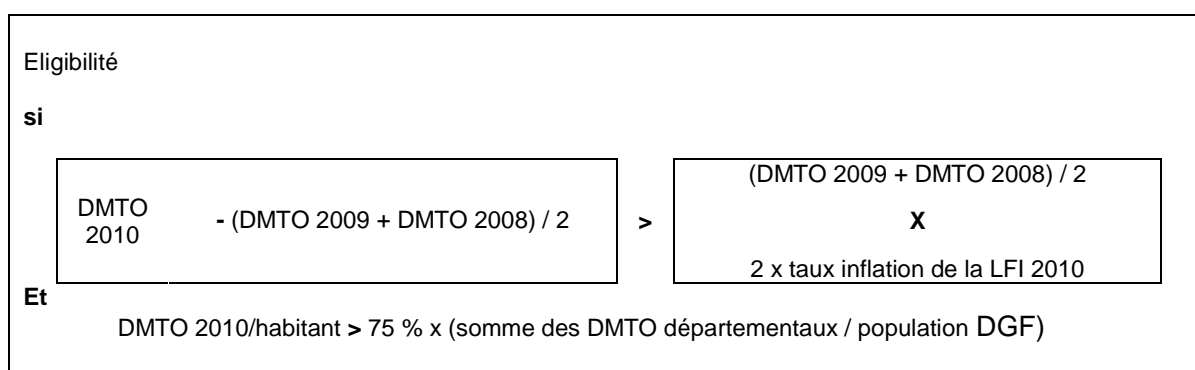 Eligibilité
si
DMTO 2010 - (DMTO 2009 + DMTO 2008) / 2 > (DMTO 2009 + DMTO 2008) / 2
X
2 x taux inflation de la LFI 2010
Et
DMTO 2010/habitant > 75 % x (somme des DMTO départementaux / population DGF)